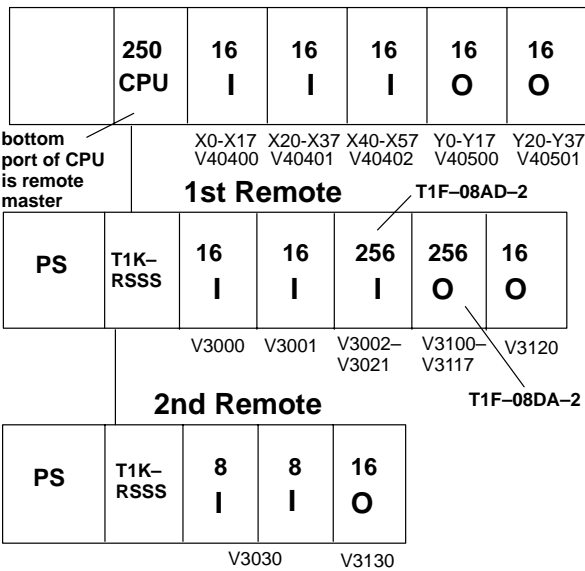 250 16 16 16 16 16
CPU I I I O O
bottom
port of CPU
is remote
master
X0-X17 X20-X37 X40-X57 Y0-Y17 Y20-Y37
V40400 V40401 V40402 V40500 V40501
1st Remote
T1F–08AD–2
PS T1K–
RSSS
16 16 256 256 16
I I I O O
V3000 V3001 V3002–
V3021 V3100–
V3117 V3120
T1F–08DA–2
2nd Remote
PS T1K–
RSSS
8 8 16
I I O
V3030 V3130